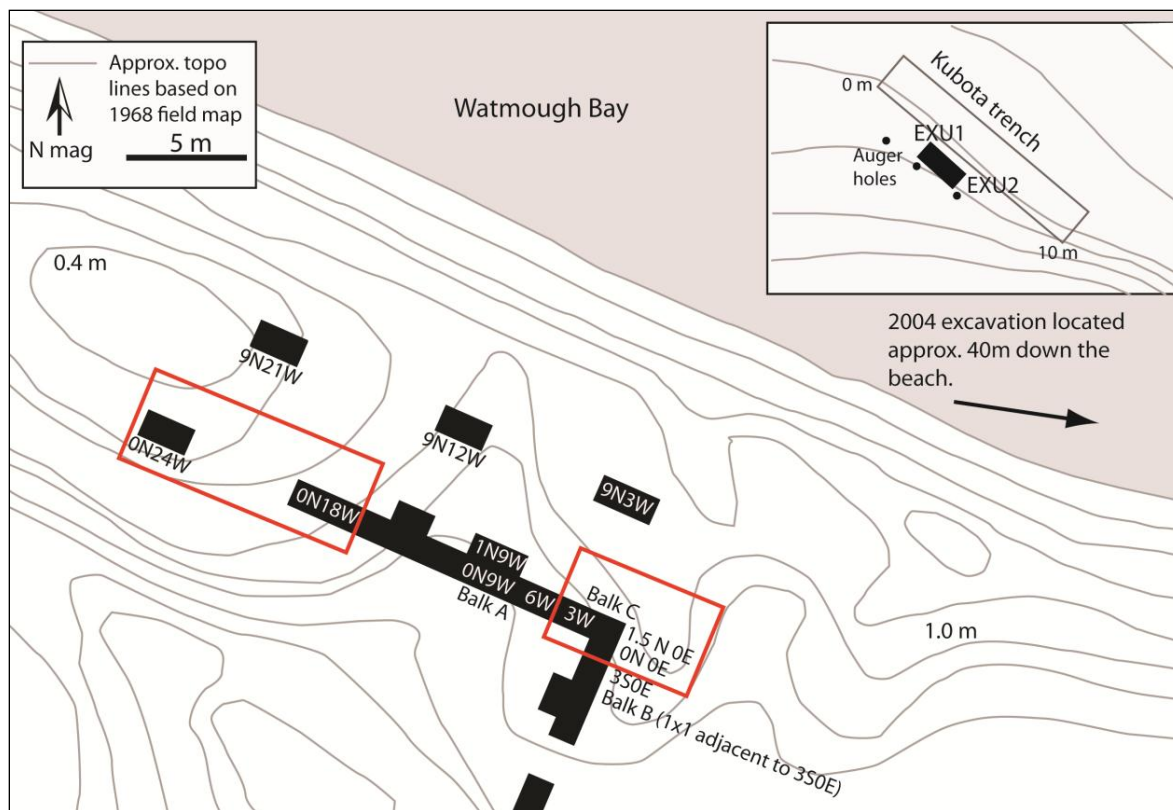 Approx. topo
lines based on
1968 field map
N mag
5 m
Watmough Bay
Kubota trench
0 m
EXU1
Auger
holes
EXU2
10 m
2004 excavation located
approx. 40m down the
beach.
0.4 m
9N21W
0N24W
9N12W
0N18W
9N3W
1N9W
0N9W
6W
3W
Balk A
Balk C
1.5 N 0E
0N 0E
3S0E
Balk B (1x1 adjacent to 3S0E)
1.0 m